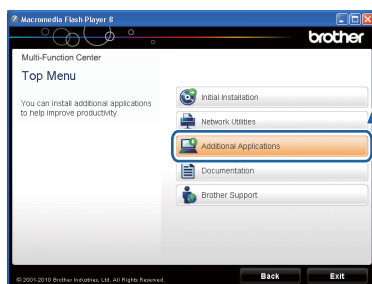 Macromedia Flash Player 8
brother
Multi-Function Center
Top Menu
You can install additional applications
to help improve productivity.
Initial Installation
Network Utilities
Additional Applications
Documentation
Brother Support
© 2001-2010 Brother Industries, Ltd. All Rights Reserved.
Back
Exit